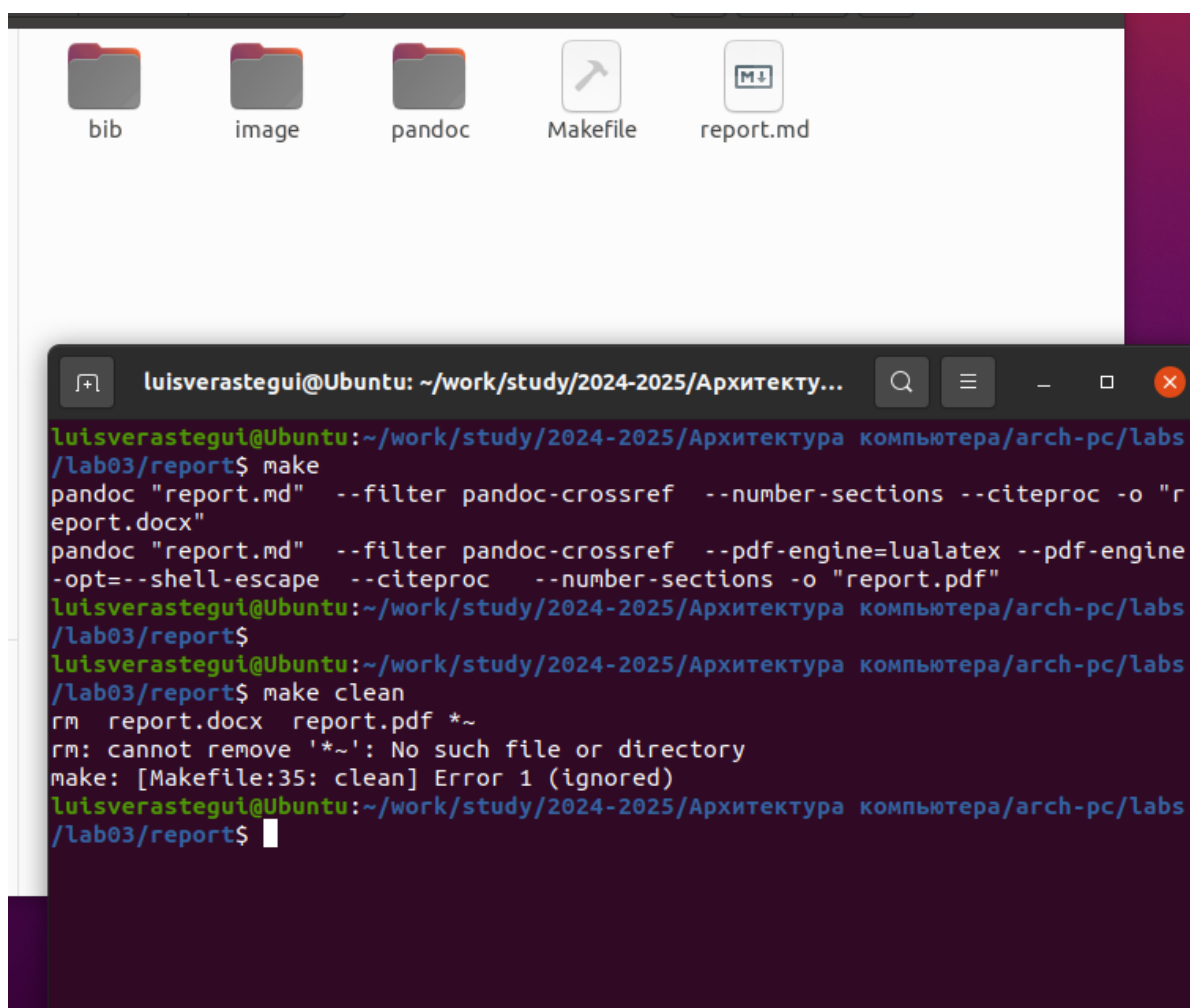 bib image pandoc Makefile report.md
luisverastegui@Ubuntu: ~/work/study/2024-2025/Архитекту...
luisverastegui@Ubuntu:~/work/study/2024-2025/Архитектура компьютера/arch-pc/labs
/lab03/report$ make
pandoc "report.md"  --filter pandoc-crossref  --number-sections --citeproc -o "r
eport.docx"
pandoc "report.md"  --filter pandoc-crossref  --pdf-engine=lualatex --pdf-engine
-opt=--shell-escape  --citeproc   --number-sections -o "report.pdf"
luisverastegui@Ubuntu:~/work/study/2024-2025/Архитектура компьютера/arch-pc/labs
/lab03/report$
luisverastegui@Ubuntu:~/work/study/2024-2025/Архитектура компьютера/arch-pc/labs
/lab03/report$ make clean
rm  report.docx  report.pdf *~
rm: cannot remove '*~': No such file or directory
make: [Makefile:35: clean] Error 1 (ignored)
luisverastegui@Ubuntu:~/work/study/2024-2025/Архитектура компьютера/arch-pc/labs
/lab03/report$